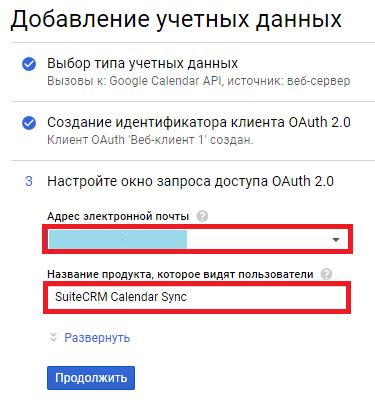 Добавление учетных данных
Выбор типа учетных данных
Вызовы к: Google Calendar API, источник: веб-сервер
Создание идентификатора клиента OAuth 2.0
Клиент OAuth 'Веб-клиент 1' создан.
3 Настройте окно запроса доступа OAuth 2.0
Адрес электронной почты ?
Название продукта, которое видят пользователи ?
SuiteCRM Calendar Sync
Развернуть
Продолжить